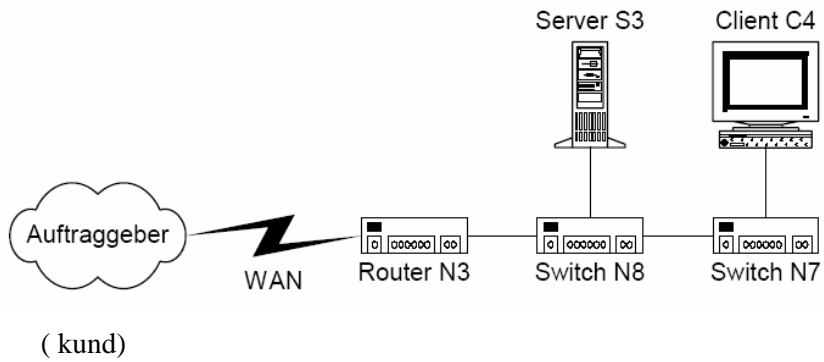 Server S3
Client C4
Auftraggeber
WAN
Router N3
Switch N8
Switch N7
( kund)